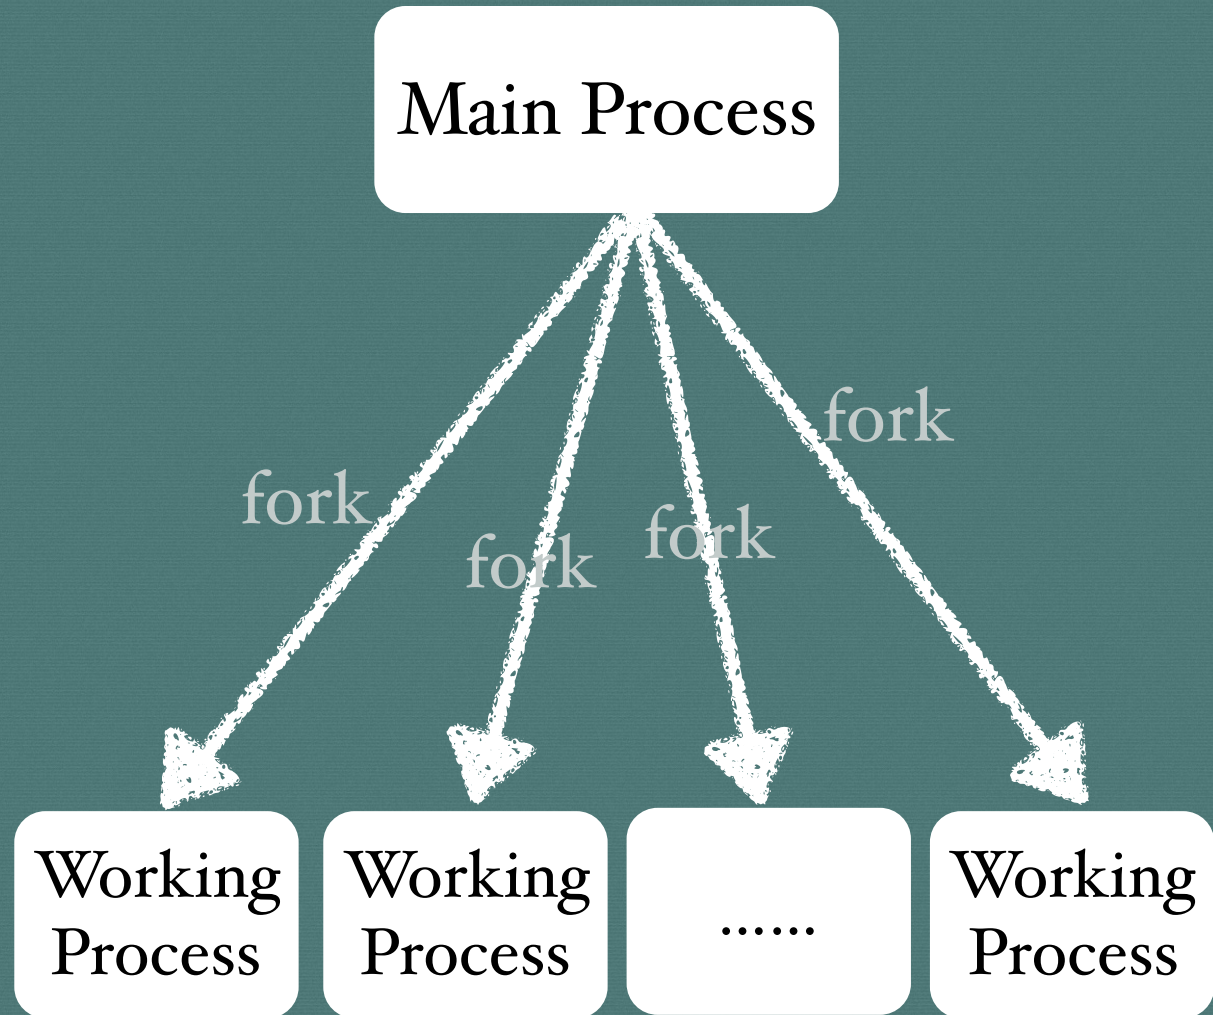 Main Process
fork
fork
fork
fork
Working
Process
Working
Process
......
Working
Process